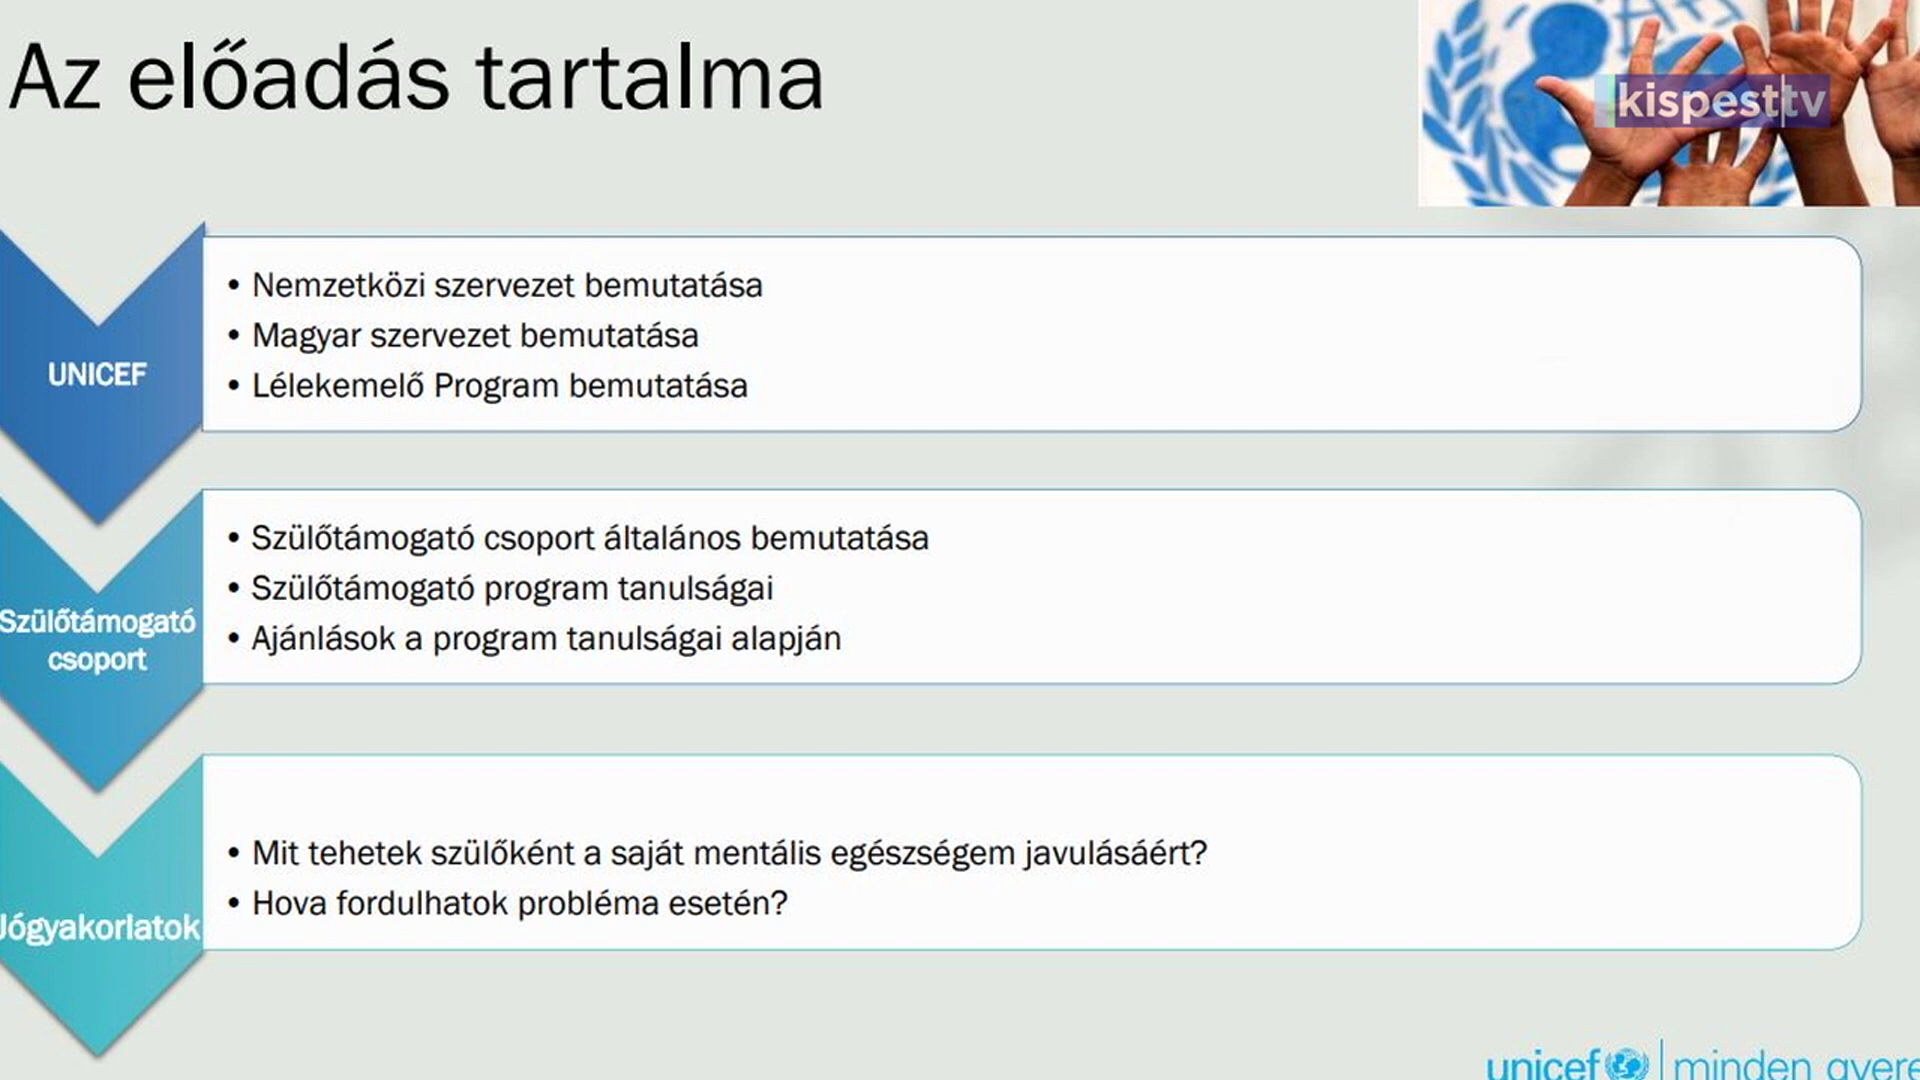 Az előadás tartalma
kispest tv
UNICEF
• Nemzetközi szervezet bemutatása
• Magyar szervezet bemutatása
• Lélekemelő Program bemutatása
Szülőtámogató
csoport
• Szülőtámogató csoport általános bemutatása
• Szülőtámogató program tanulságai
• Ajánlások a program tanulságai alapján
Jógyakorlatok
• Mit tehetek szülőként a saját mentális egészségem javulásáért?
• Hova fordulhatok probléma esetén?
unicef | minden gyere